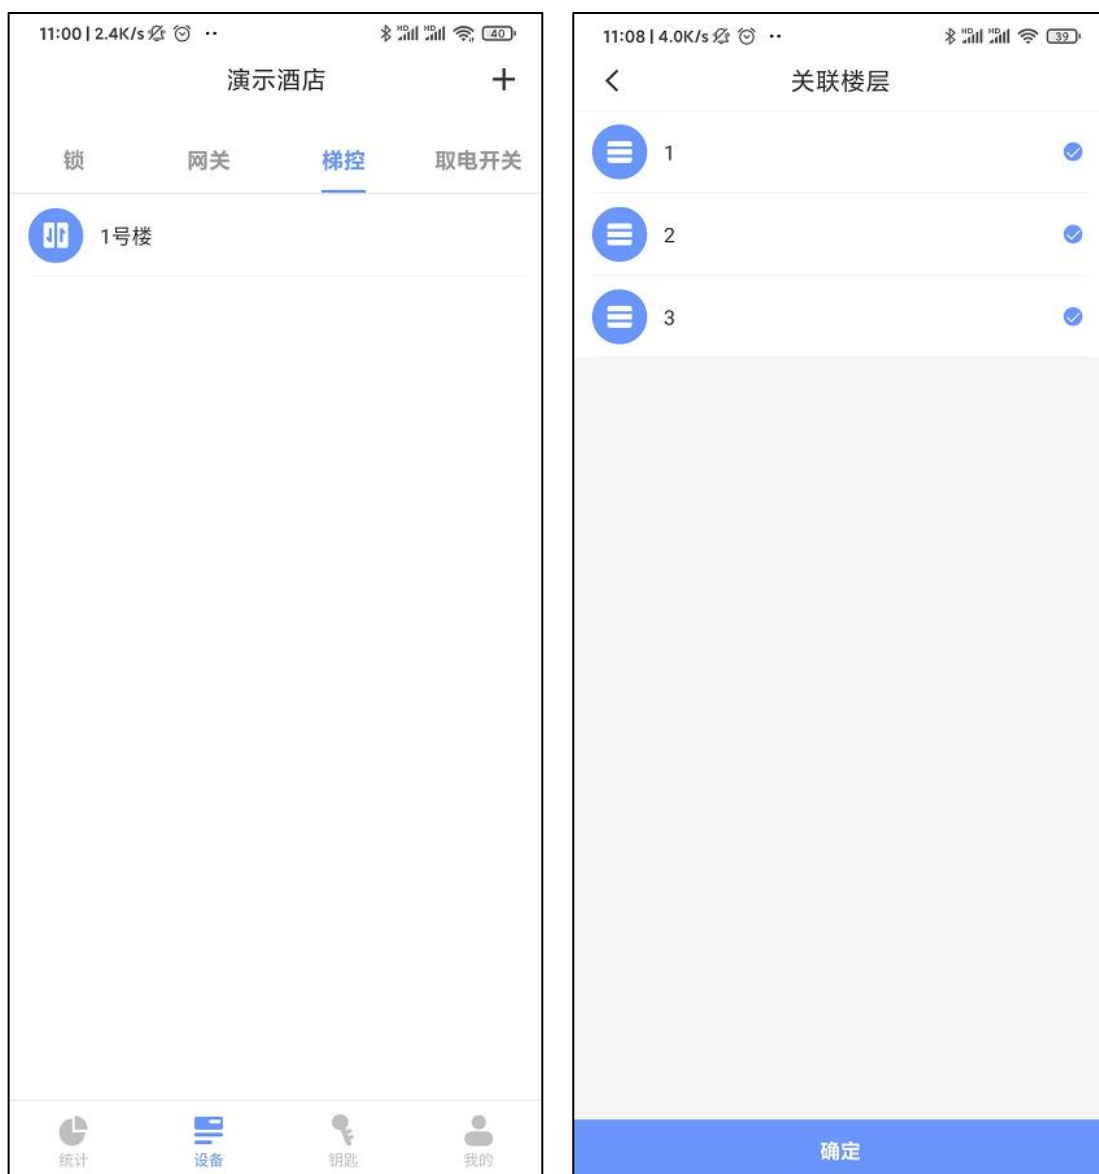 11:00 | 2.4K/s
40
演示酒店
锁
网关
梯控
取电开关
1号楼
统计
设备
钥匙
我的
11:08 | 4.0K/s
39
关联楼层
1
2
3
确定